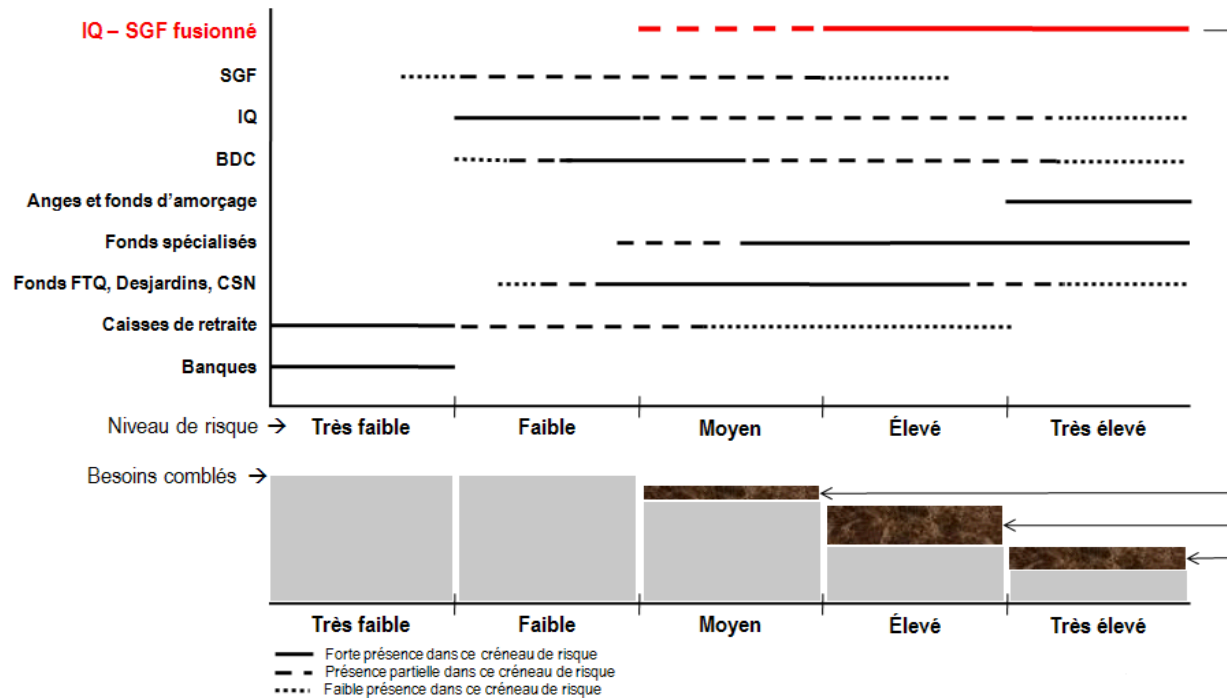 IQ – SGF fusionné
SGF
IQ
BDC
Anges et fonds d'amorçage
Fonds spécialisés
Fonds FTQ, Desjardins, CSN
Caisses de retraite
Banques
Niveau de risque → Très faible Faible Moyen Élevé Très élevé
Besoins comblés →
Très faible Faible Moyen Élevé Très élevé
Forte présence dans ce créneau de risque
Présence partielle dans ce créneau de risque
Faible présence dans ce créneau de risque